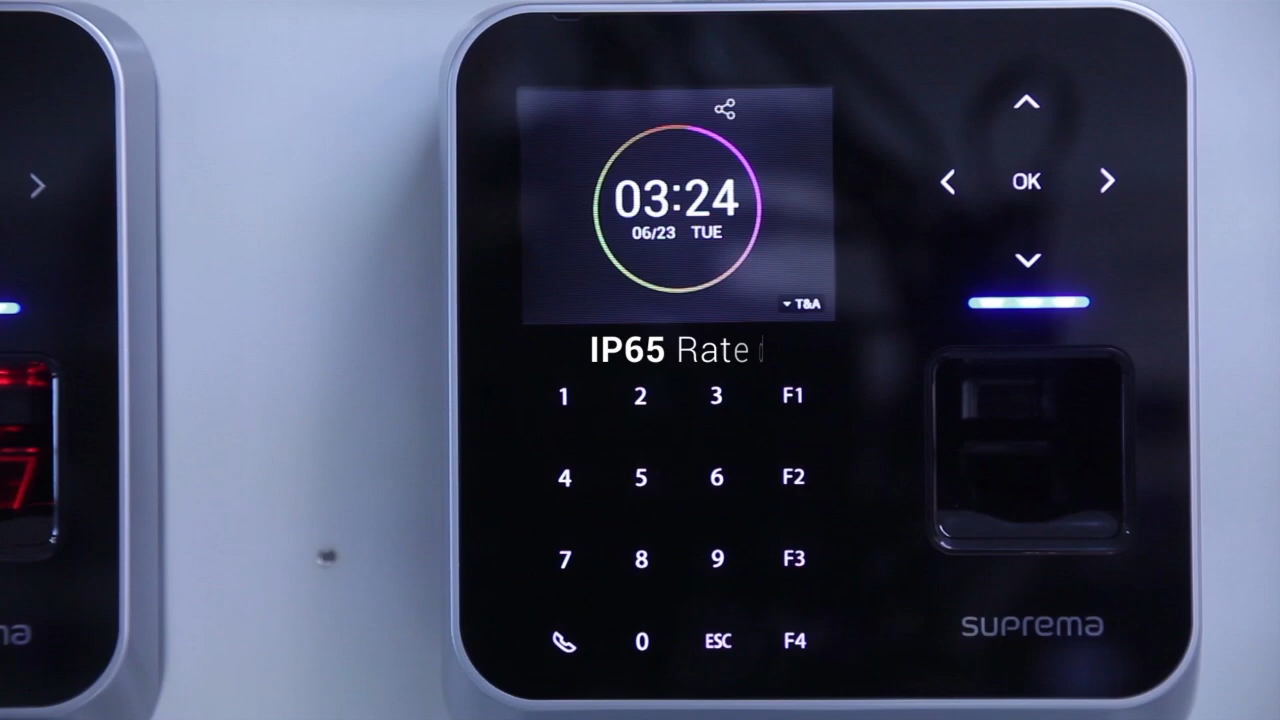 03:24
06/23 TUE
T&A
OK
IP65 Rate
1 2 3 F1
4 5 6 F2
7 8 9 F3
0 ESC F4
suprema